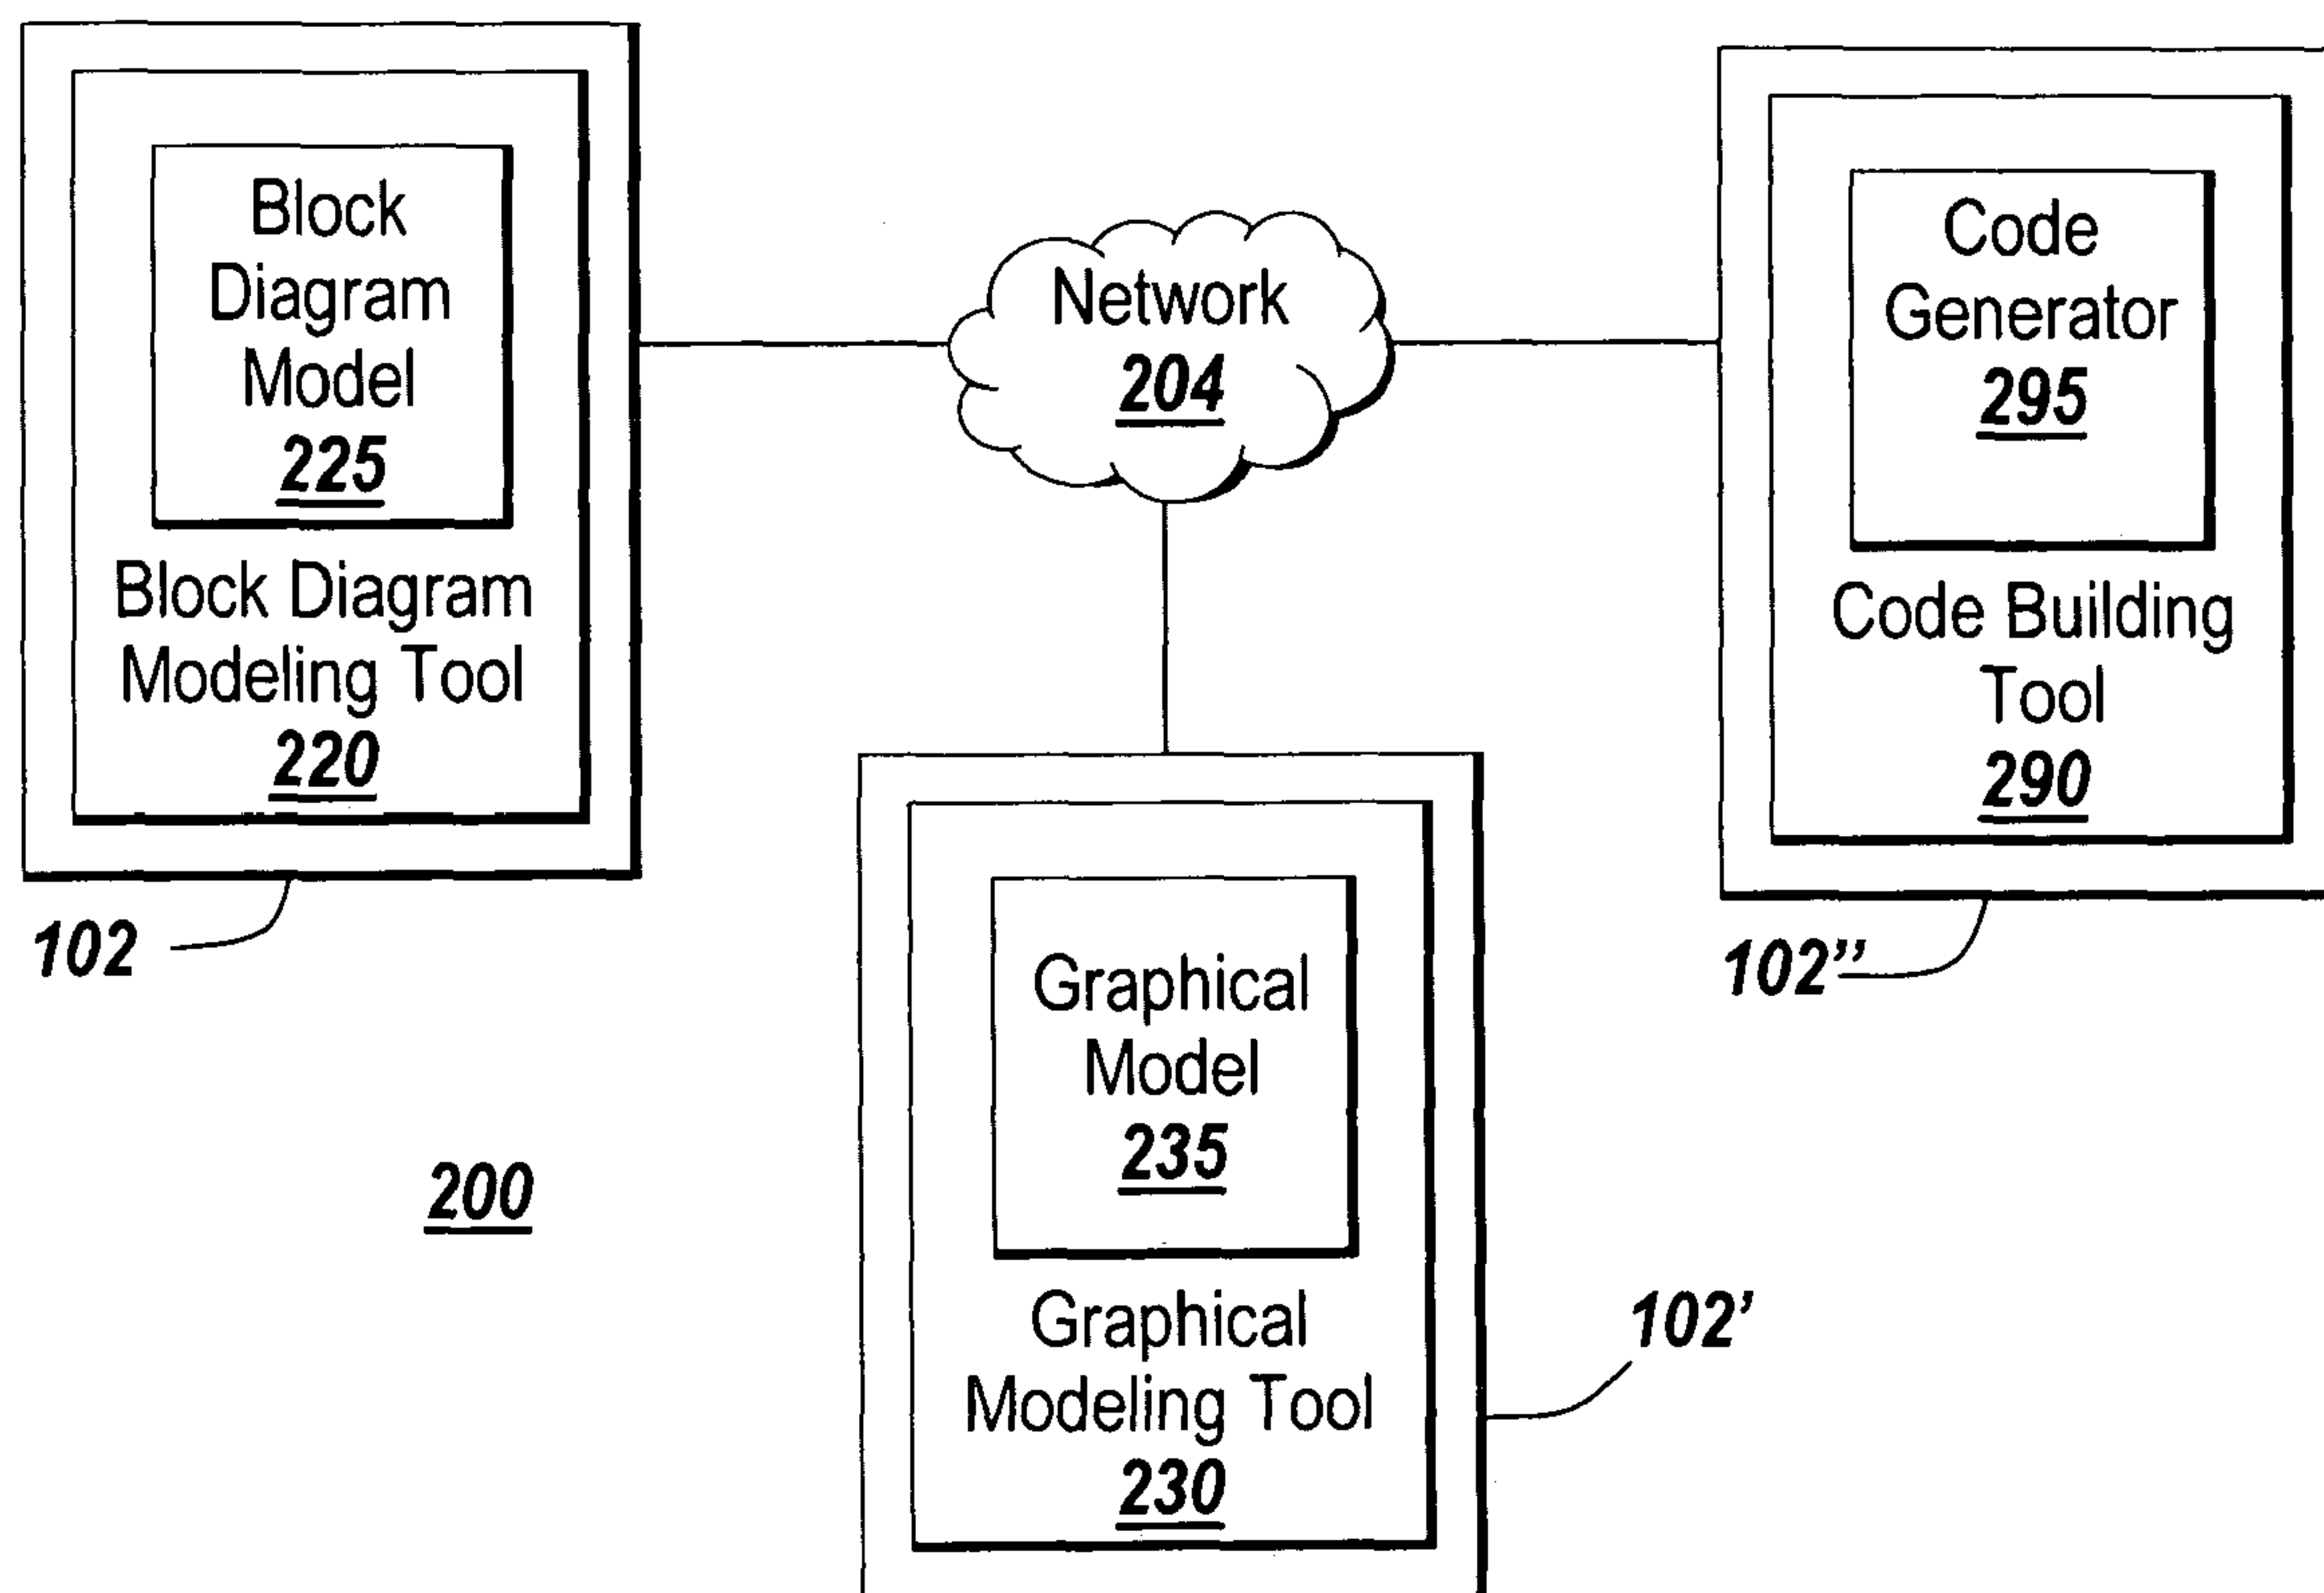 Block
Diagram
Model
225
Block Diagram
Modeling Tool
220
102
Network
204
Code
Generator
295
Code Building
Tool
290
102”
Graphical
Model
235
Graphical
Modeling Tool
230
102’
200